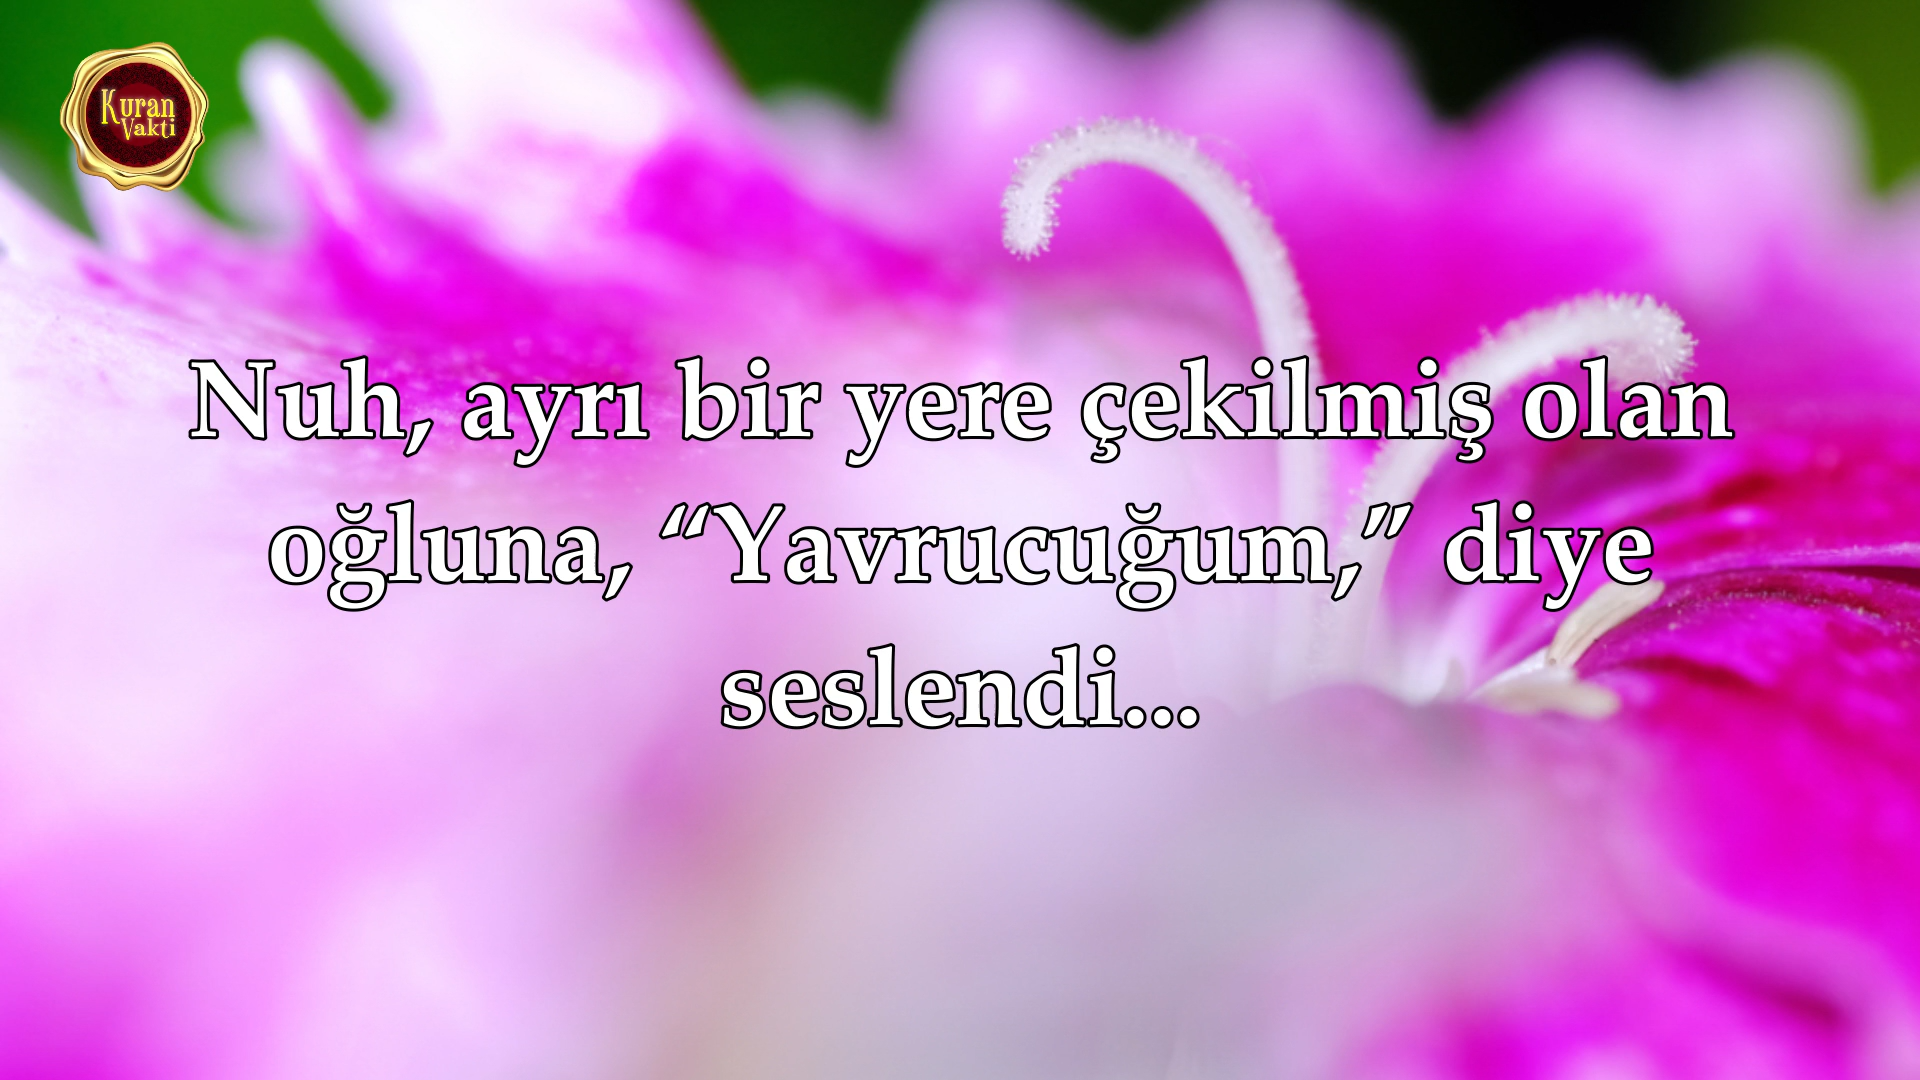 Kuran
Vakti
Nuh, ayrı bir yere çekilmiş olan
oğluna, “Yavrucuğum,” diye
seslendi...